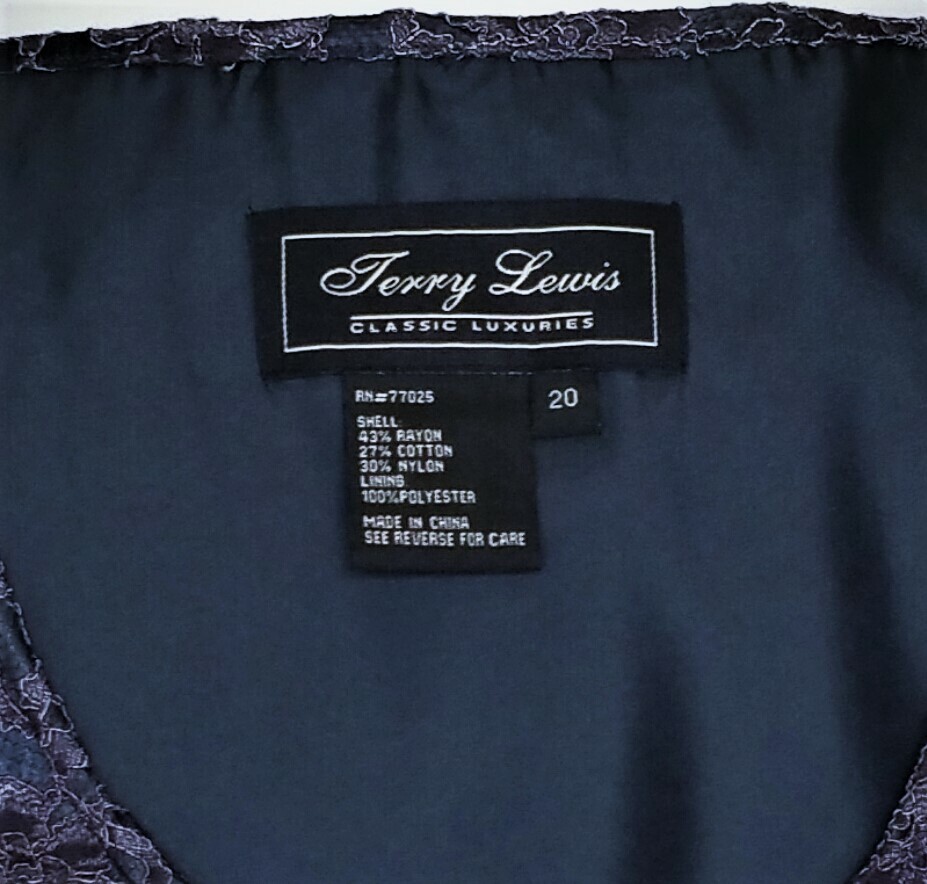 Terry Lewis
CLASSIC LUXURIES
RN=77025
20
SHELL:
43% RAYON
27% COTTON
30% NYLON
LINING
100%POLYESTER
MADE IN CHINA
SEE REVERSE FOR CARE